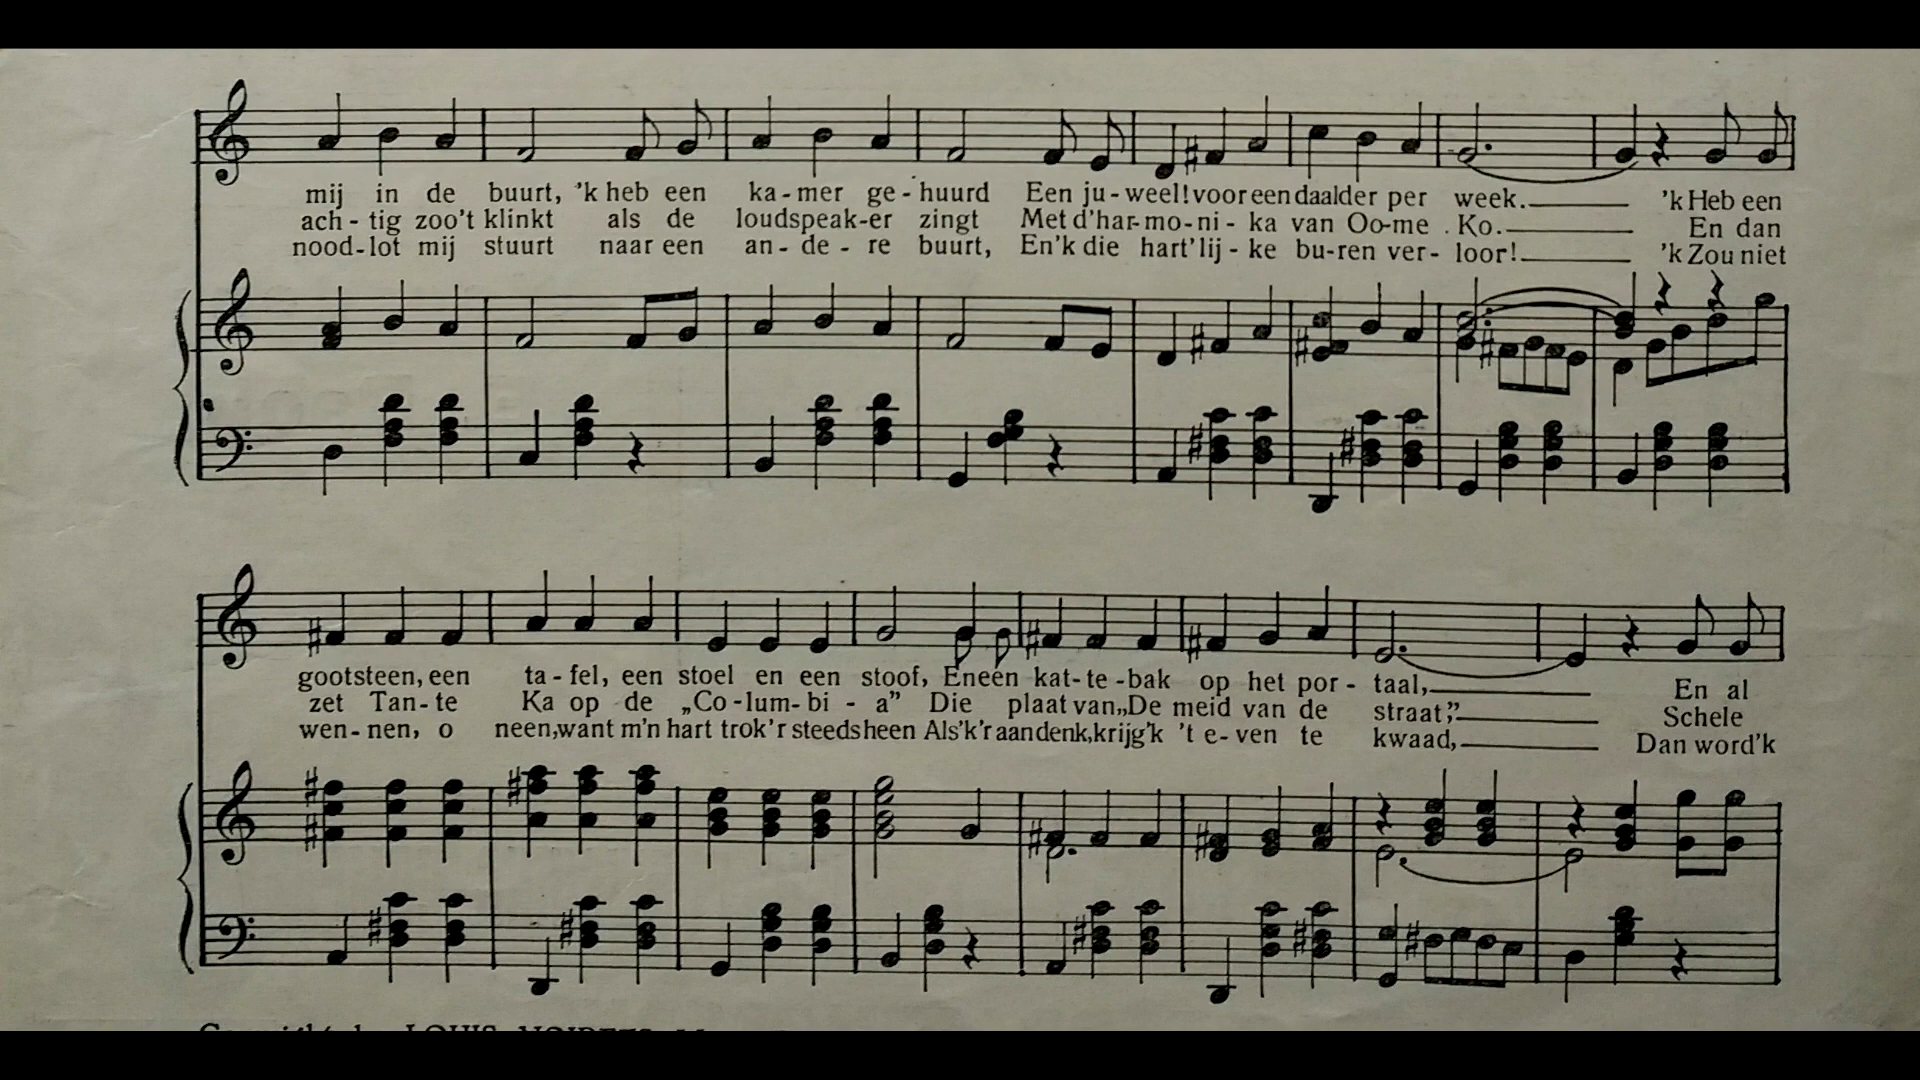 mij in de buurt, 'k heb een ka-mer ge-huurd Een ju-weel! voor een daalder per week. 'k Heb een
ach-tig zoo't klinkt als de loudspeak-er zingt Met d'har-mo-ni-ka van Oo-me Ko. En dan
nood-lot mij stuurt naar een an-de-re buurt, En'k die hart'lij-ke bu-ren ver-loor! 'k Zou niet
gootsteen, een ta-fel, een stoel en een stoof, En een kat-te-bak op het por-taal, En al
zet Tan-te Ka op de „Co-lum-bi-a” Die plaat van „De meid van de straat,” Schele
wen-nen, o neen, want m'n hart trok'r steeds heen Als'k'r aan denk, krijg'k 't e-ven te kwaad, Dan word'k